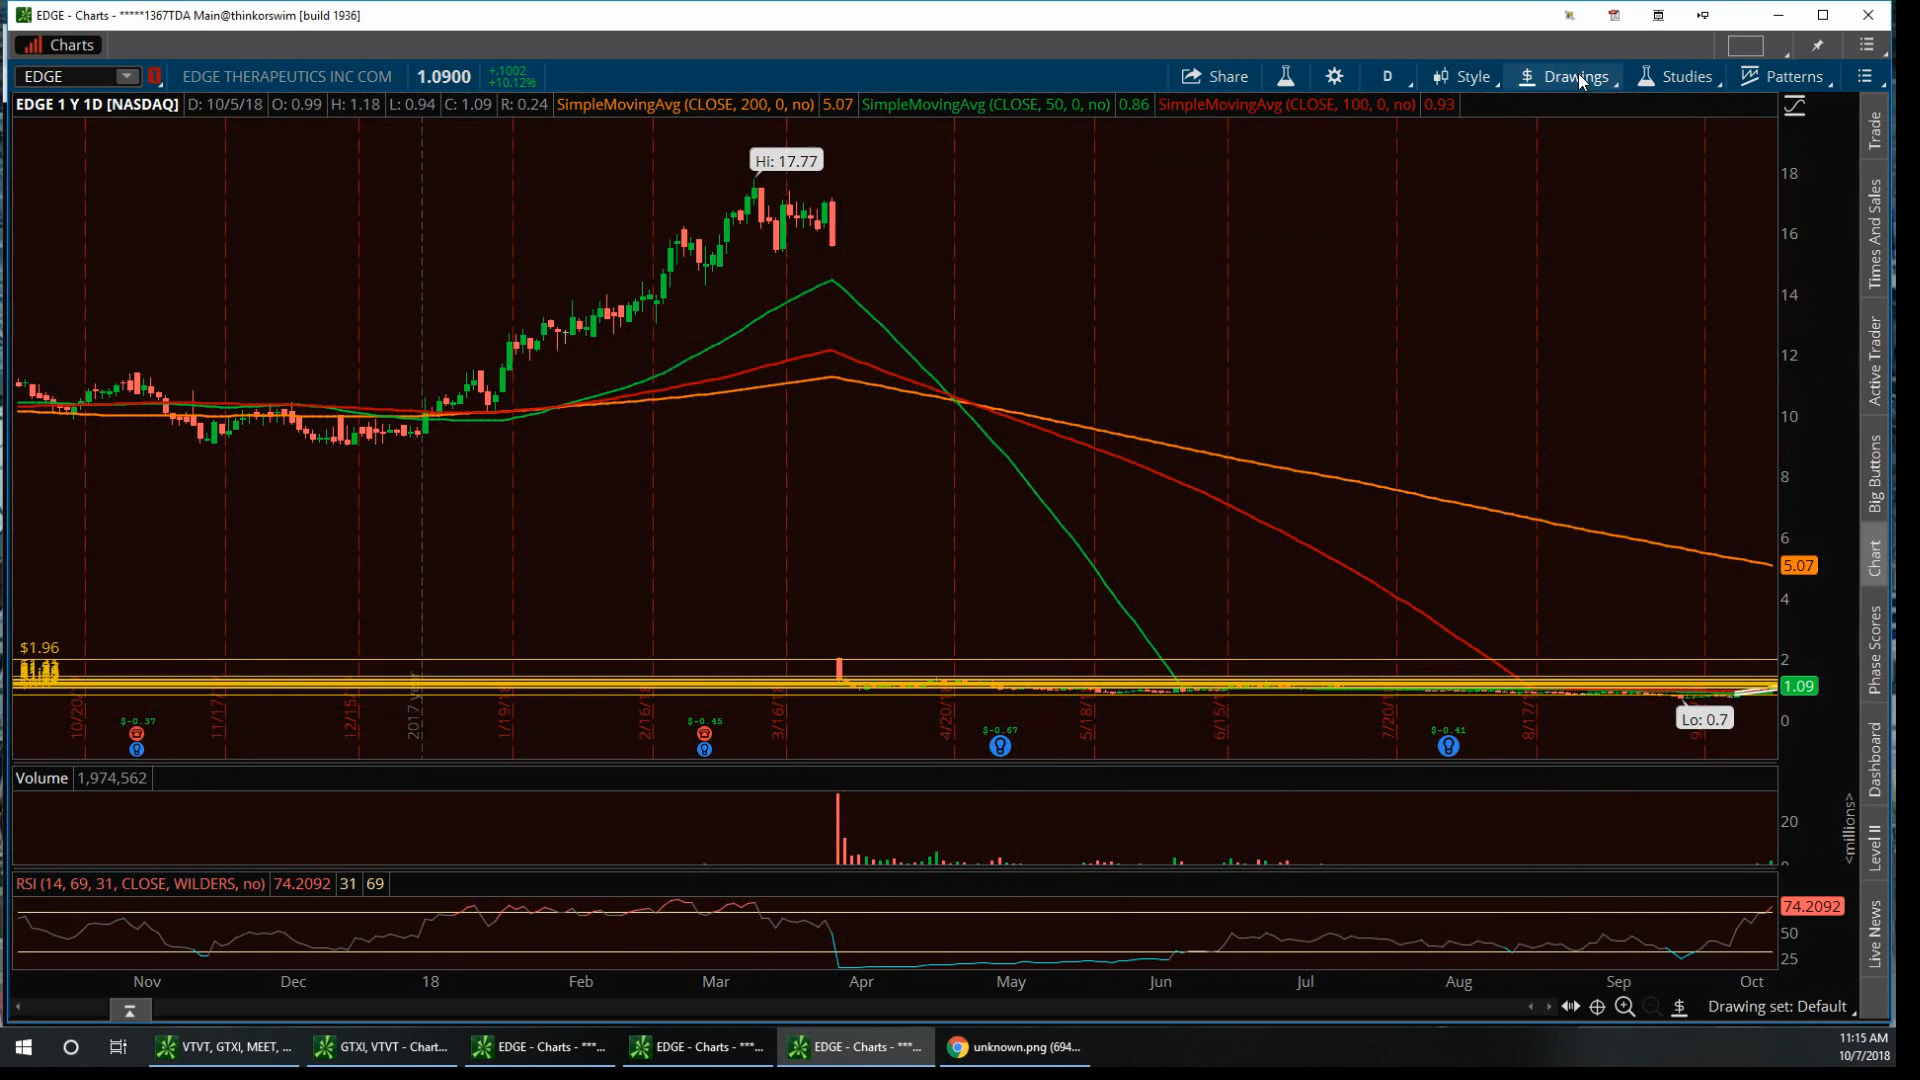 EDGE - Charts - *****1367TDA Main@thinkorswim [build 1936]
Charts
EDGE
EDGE THERAPEUTICS INC COM
1.0900
+.1002
+10.12%
Share
D
Style
Drawings
Studies
Patterns
EDGE 1 Y 1D [NASDAQ] D: 10/5/18 O: 0.99 H: 1.18 L: 0.94 C: 1.09 R: 0.24 SimpleMovingAvg (CLOSE, 200, 0, no) 5.07 SimpleMovingAvg (CLOSE, 50, 0, no) 0.86 SimpleMovingAvg (CLOSE, 100, 0, no) 0.93
Hi: 17.77
18
16
14
12
10
8
6
5.07
4
2
1.09
0
$1.96
Lo: 0.7
11/17/17
2017 year
$-0.37
$-0.45
$-0.67
$-0.41
Volume 1,974,562
20
0
<millions>
RSI (14, 69, 31, CLOSE, WILDERS, no) 74.2092 31 69
74.2092
50
25
Nov Dec 18 Feb Mar Apr May Jun Jul Aug Sep Oct
Drawing set: Default
Trade
Times And Sales
Active Trader
Big Buttons
Chart
Phase Scores
Dashboard
Level II
Live News
VTVT, GTXI, MEET, ...
GTXI, VTVT - Chart...
EDGE - Charts - ***...
EDGE - Charts - ***...
EDGE - Charts - ***...
unknown.png (694...
11:15 AM
10/7/2018